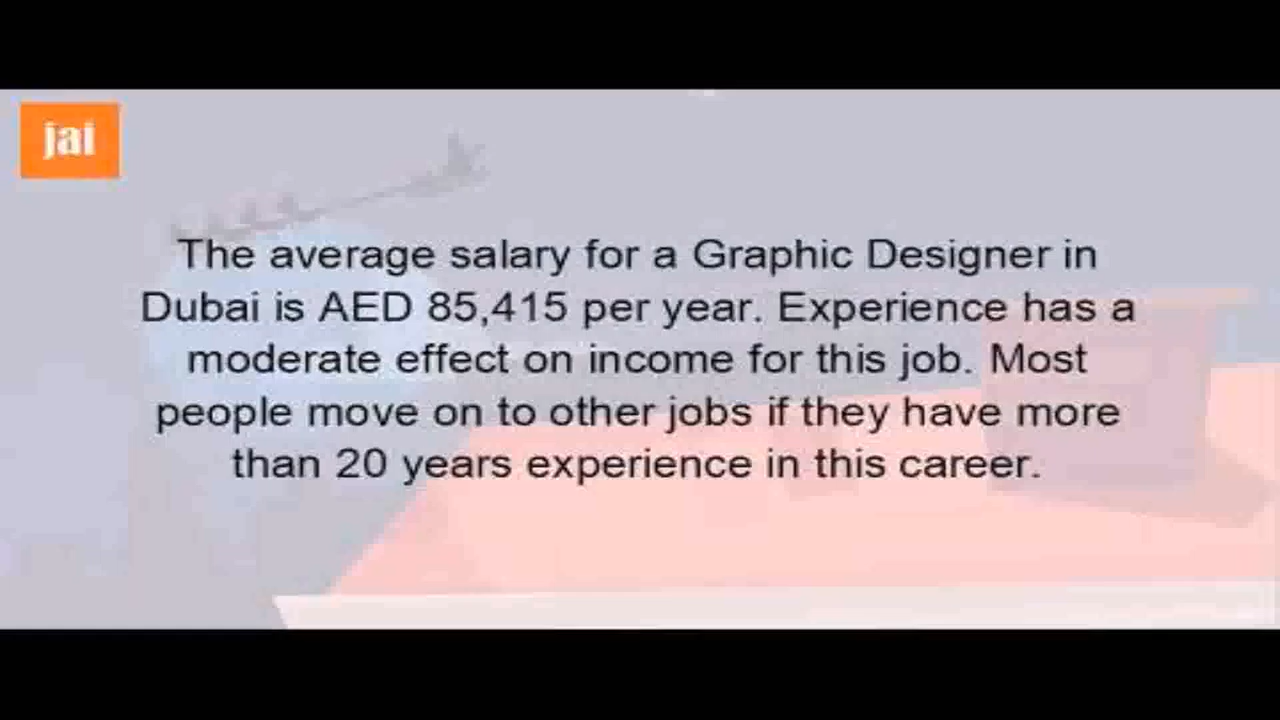 jai
The average salary for a Graphic Designer in
Dubai is AED 85,415 per year. Experience has a
moderate effect on income for this job. Most
people move on to other jobs if they have more
than 20 years experience in this career.